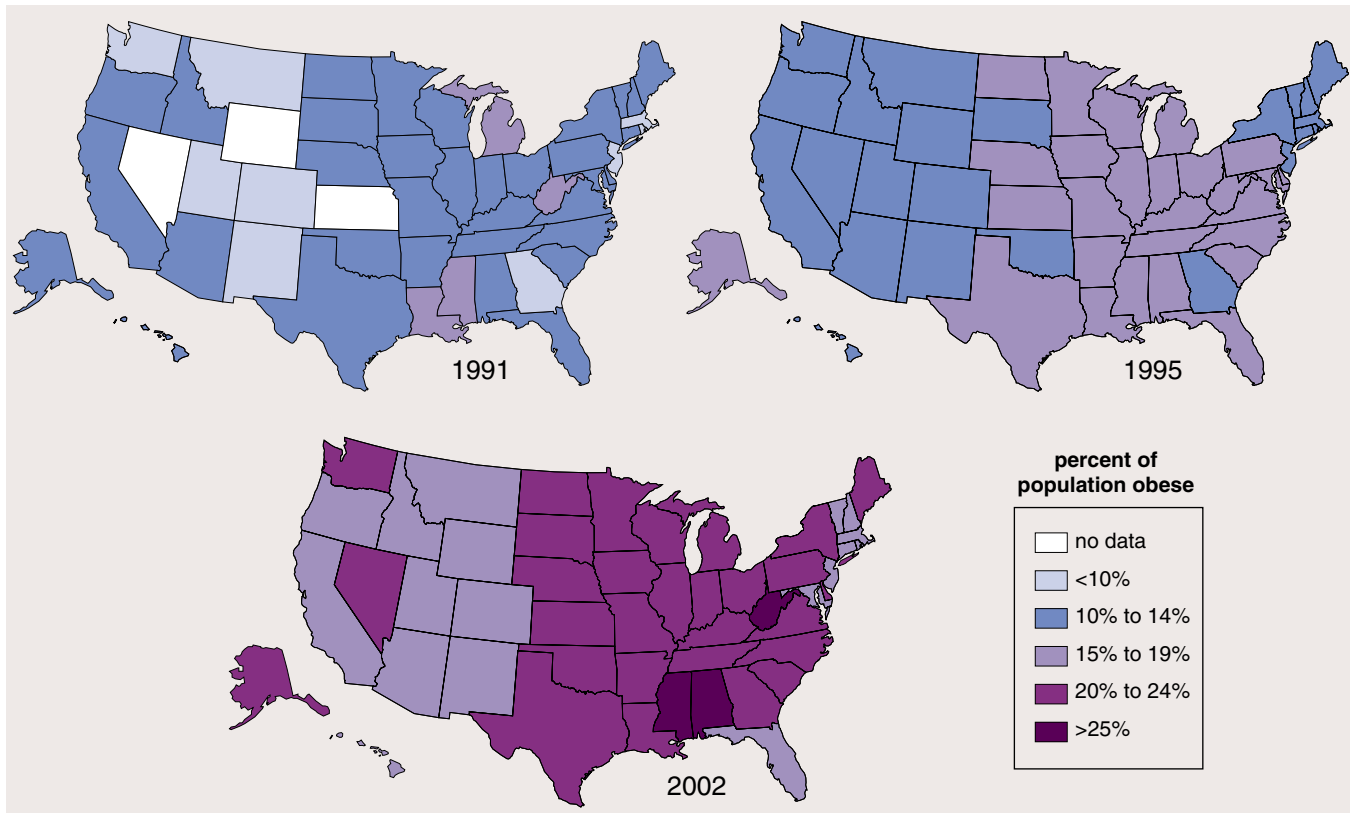 1991
1995
2002
percent of
population obese
no data
<10%
10% to 14%
15% to 19%
20% to 24%
>25%